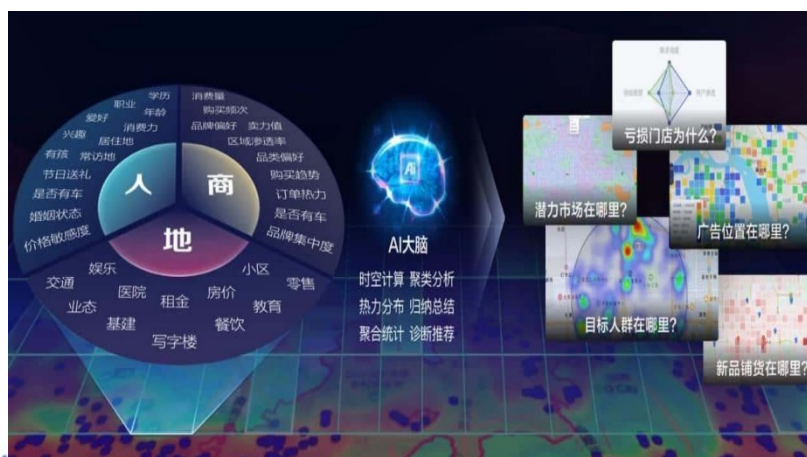 学历
职业
年龄
爱好
消费力
兴趣
居住地
有孩
常访地
节日送礼
是否有车
婚姻状态
价格敏感度
人
消费量
购买频次
品牌偏好
卖力值
区域渗透率
品类偏好
购买趋势
订单热力
是否有车
品牌集中度
商
地
交通
娱乐
小区
零售
业态
医院
租金
房价
教育
基建
餐饮
写字楼
Ai
AI大脑
时空计算 聚类分析
热力分布 归纳总结
聚合统计 诊断推荐
亏损门店为什么?
潜力市场在哪里?
广告位置在哪里?
目标人群在哪里?
新品铺货在哪里?